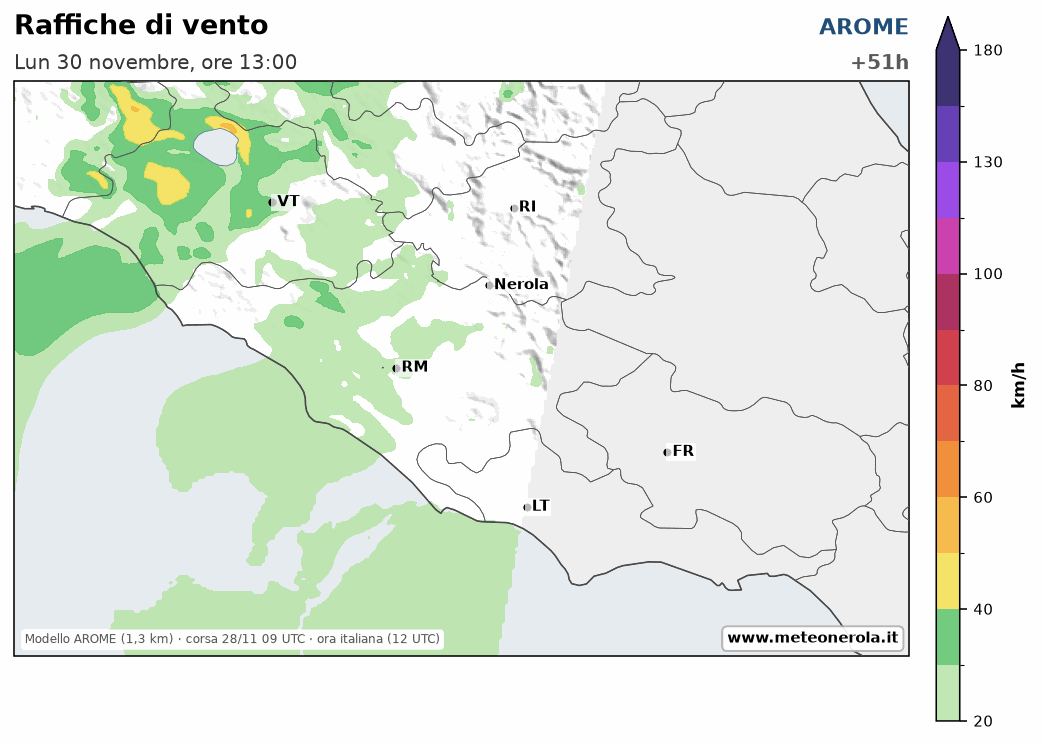 Raffiche di vento
AROME
Lun 30 novembre, ore 13:00
+51h
VT
RI
Nerola
RM
FR
LT
Modello AROME (1,3 km) · corsa 28/11 09 UTC · ora italiana (12 UTC)
www.meteonerola.it
180
130
100
80
60
40
20
km/h